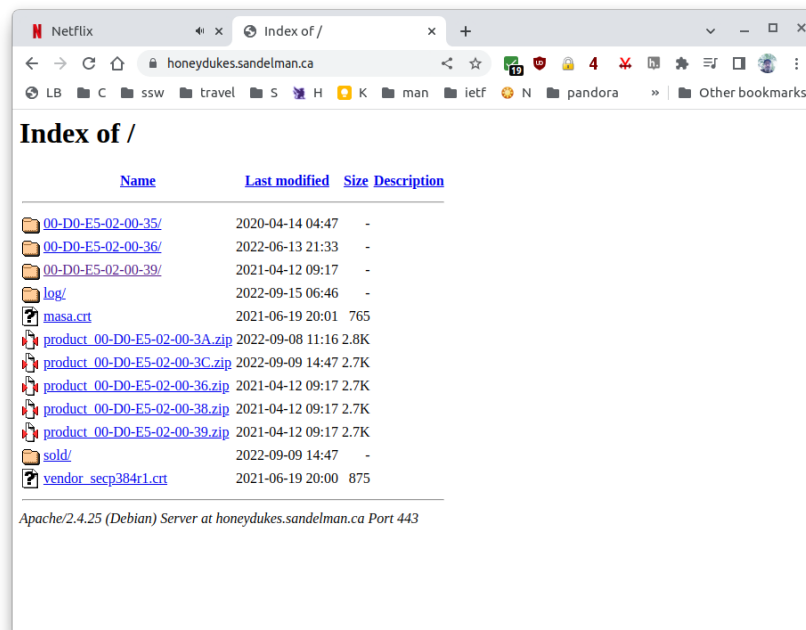 Netflix
Index of /
honeydukes.sandelman.ca
19
4
h.
LB C ssw travel S H K man ietf N pandora » Other bookmarks
Index of /
Name Last modified Size Description
00-D0-E5-02-00-35/ 2020-04-14 04:47 -
00-D0-E5-02-00-36/ 2022-06-13 21:33 -
00-D0-E5-02-00-39/ 2021-04-12 09:17 -
log/ 2022-09-15 06:46 -
masa.crt 2021-06-19 20:01 765
product_00-D0-E5-02-00-3A.zip 2022-09-08 11:16 2.8K
product_00-D0-E5-02-00-3C.zip 2022-09-09 14:47 2.7K
product_00-D0-E5-02-00-36.zip 2021-04-12 09:17 2.7K
product_00-D0-E5-02-00-38.zip 2021-04-12 09:17 2.7K
product_00-D0-E5-02-00-39.zip 2021-04-12 09:17 2.7K
sold/ 2022-09-09 14:47 -
vendor_secp384r1.crt 2021-06-19 20:00 875
Apache/2.4.25 (Debian) Server at honeydukes.sandelman.ca Port 443